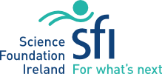 Science
Foundation
Ireland
sfi
For what's next